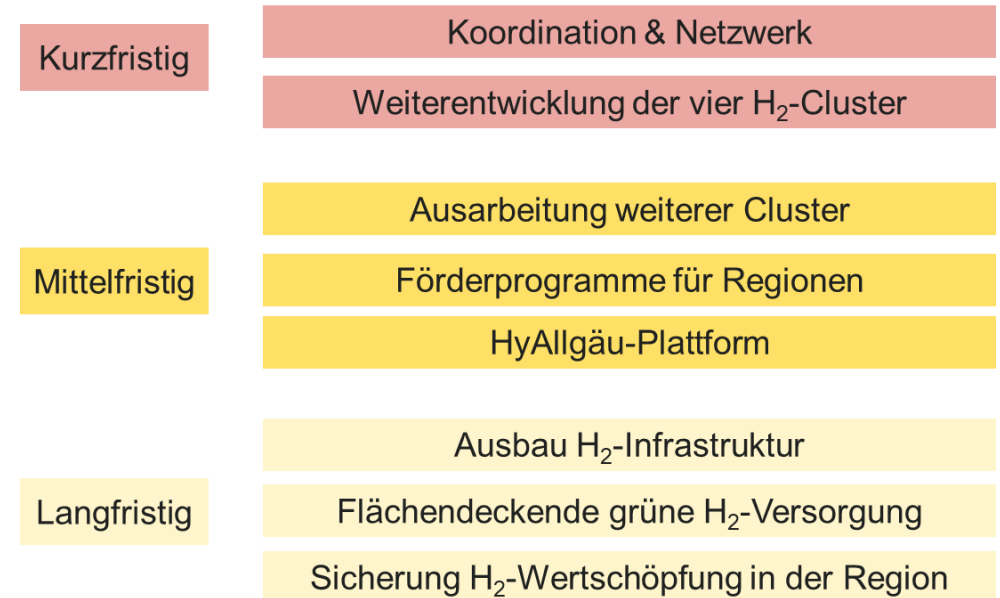 Kurzfristig
Koordination & Netzwerk
Weiterentwicklung der vier H₂-Cluster
Mittelfristig
Ausarbeitung weiterer Cluster
Förderprogramme für Regionen
HyAllgäu-Plattform
Langfristig
Ausbau H₂-Infrastruktur
Flächendeckende grüne H₂-Versorgung
Sicherung H₂-Wertschöpfung in der Region